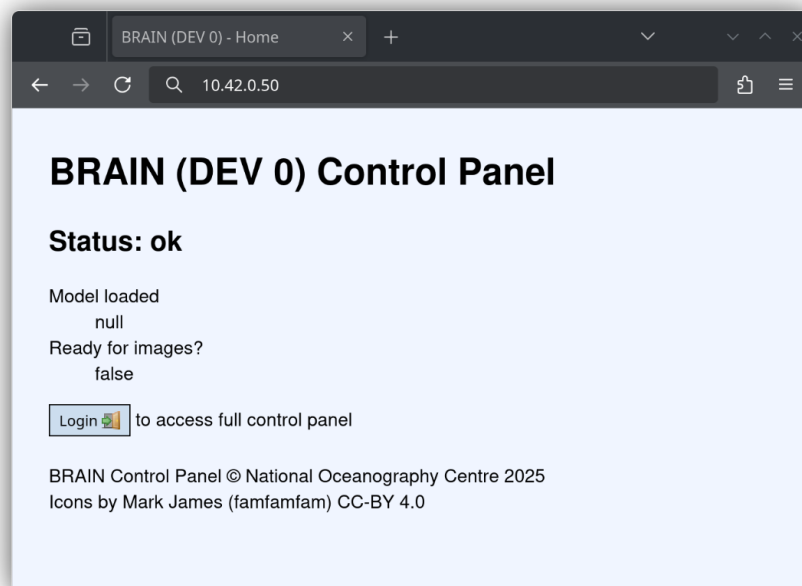 BRAIN (DEV 0) - Home
10.42.0.50
BRAIN (DEV 0) Control Panel
Status: ok
Model loaded
null
Ready for images?
false
Login to access full control panel
BRAIN Control Panel © National Oceanography Centre 2025
Icons by Mark James (famfamfam) CC-BY 4.0